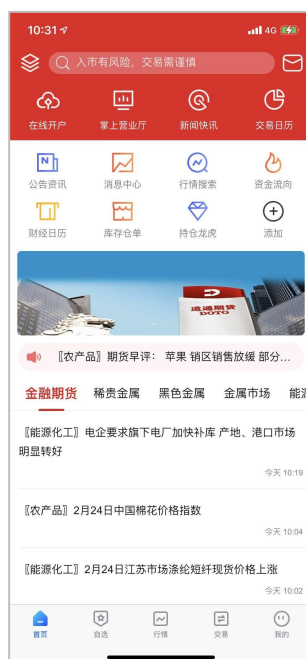 10:31
4G
入市有风险，交易需谨慎
在线开户 掌上营业厅 新闻快讯 交易日历
公告资讯 消息中心 行情搜索 资金流向
财经日历 库存仓单 持仓龙虎 添加
道通期货
DOTO
〖农产品〗期货早评： 苹果 销区销售放缓 部分...
金融期货 稀贵金属 黑色金属 金属市场 能源
〖能源化工〗电企要求旗下电厂加快补库 产地、港口市场
明显转好
今天 10:19
〖农产品〗2月24日中国棉花价格指数
今天 10:04
〖能源化工〗2月24日江苏市场涤纶短纤现货价格上涨
今天 10:02
首页 自选 行情 交易 我的